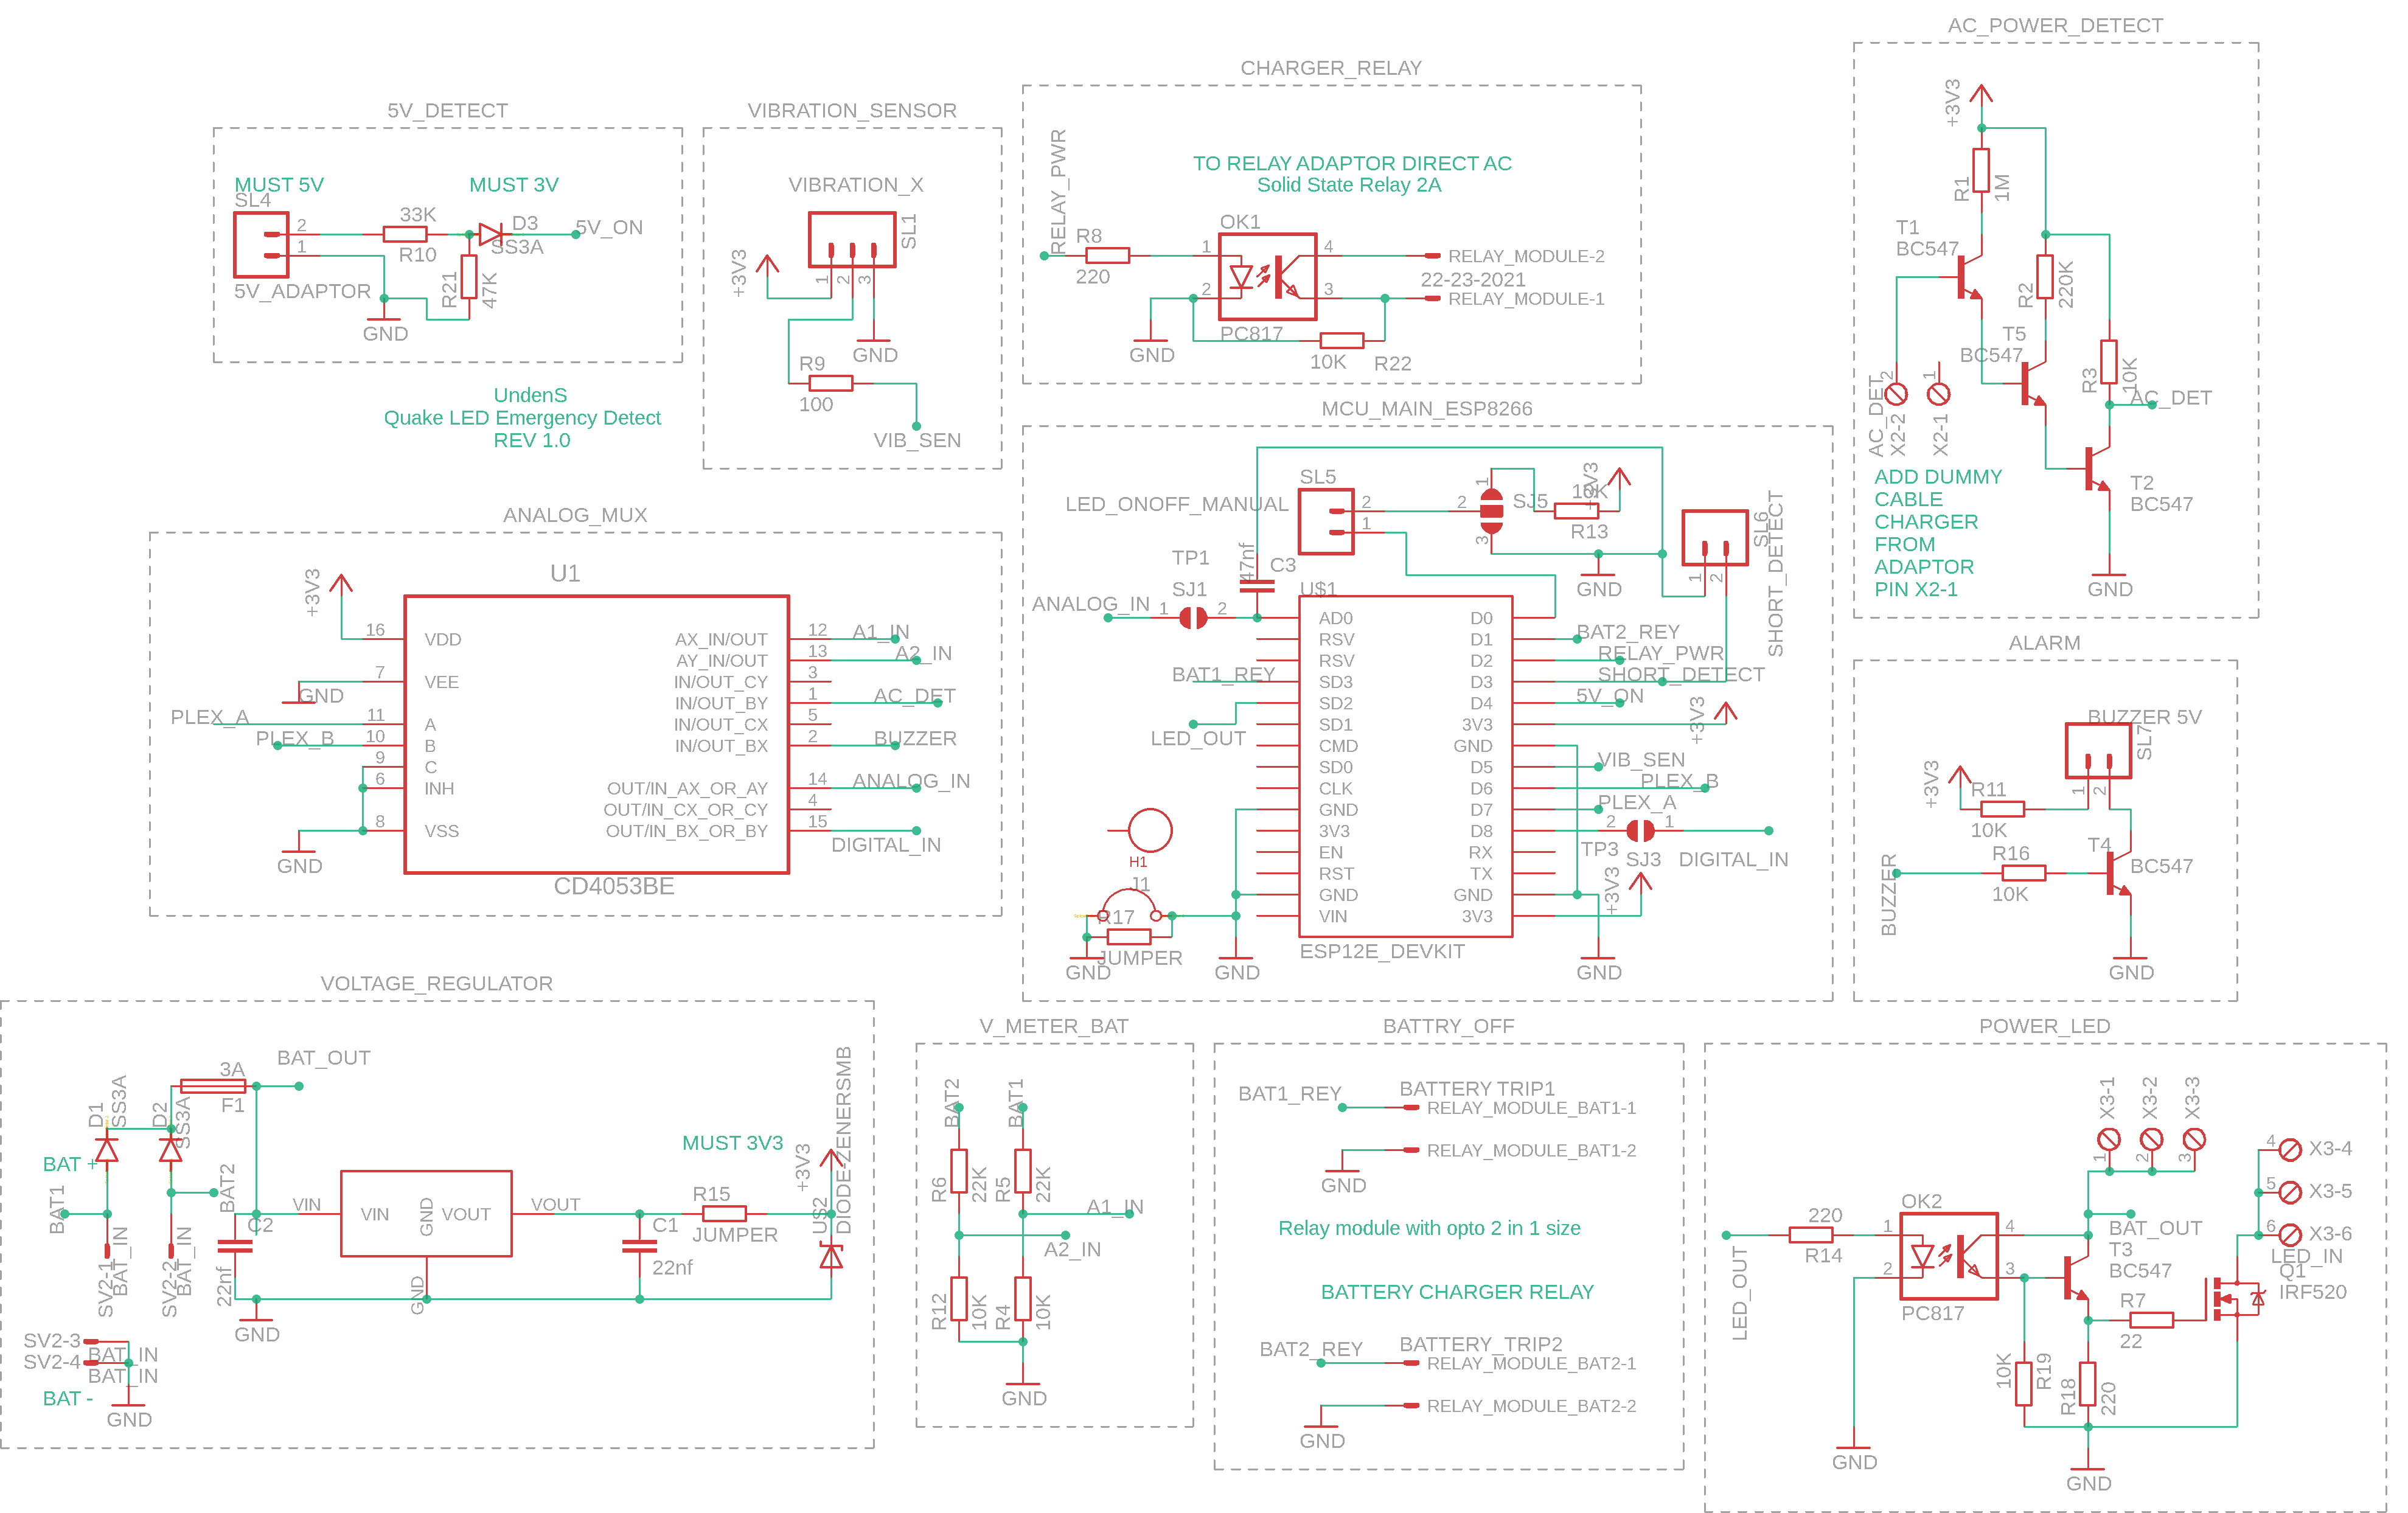 5V_DETECT
MUST 5V
MUST 3V
SL4
2
1
33K
R10
D3
SS3A
5V_ON
R21
47K
5V_ADAPTOR
GND
UndenS
Quake LED Emergency Detect
REV 1.0
VIBRATION_SENSOR
VIBRATION_X
SL1
+3V3
1
2
3
GND
R9
100
VIB_SEN
CHARGER_RELAY
TO RELAY ADAPTOR DIRECT AC
Solid State Relay 2A
RELAY_PWR
R8
220
OK1
1
2
4
3
PC817
RELAY_MODULE-2
22-23-2021
RELAY_MODULE-1
GND
10K
R22
AC_POWER_DETECT
+3V3
R1
1M
T1
BC547
R2
220K
T5
BC547
R3
10K
AC_DET
2
1
AC_DET
X2-2
X2-1
T2
BC547
GND
ADD DUMMY
CABLE
CHARGER
FROM
ADAPTOR
PIN X2-1
ANALOG_MUX
U1
+3V3
16
VDD
7
VEE
GND
PLEX_A
11
A
PLEX_B
10
B
9
C
6
INH
8
VSS
GND
AX_IN/OUT
12
A1_IN
AY_IN/OUT
13
A2_IN
IN/OUT_CY
3
IN/OUT_BY
1
AC_DET
IN/OUT_CX
5
IN/OUT_BX
2
BUZZER
OUT/IN_AX_OR_AY
14
ANALOG_IN
OUT/IN_CX_OR_CY
4
OUT/IN_BX_OR_BY
15
DIGITAL_IN
CD4053BE
MCU_MAIN_ESP8266
LED_ONOFF_MANUAL
SL5
2
1
2
1
3
SJ5
10K
R13
+3V3
SL6
SHORT_DETECT
1
2
GND
TP1
SJ1
47nf
C3
ANALOG_IN
1
2
U$1
AD0
RSV
RSV
SD3
SD2
SD1
CMD
SD0
CLK
GND
3V3
EN
RST
GND
VIN
D0
D1
D2
D3
D4
3V3
GND
D5
D6
D7
D8
RX
TX
GND
3V3
BAT1_REY
LED_OUT
BAT2_REY
RELAY_PWR
SHORT_DETECT
5V_ON
+3V3
VIB_SEN
PLEX_B
PLEX_A
2
1
TP3
SJ3
DIGITAL_IN
+3V3
H1
J1
R17
JUMPER
GND
GND
GND
ESP12E_DEVKIT
ALARM
BUZZER 5V
SL7
+3V3
1
2
R11
10K
R16
10K
T4
BC547
BUZZER
GND
VOLTAGE_REGULATOR
BAT_OUT
3A
F1
D1
SS3A
D2
SS3A
BAT +
BAT1
BAT2
SV2-1
BAT_IN
SV2-2
BAT_IN
C2
22nf
VIN
VIN
GND
VOUT
VOUT
GND
MUST 3V3
R15
JUMPER
C1
22nf
+3V3
U$2
DIODE-ZENERSMB
GND
SV2-3
BAT_IN
SV2-4
BAT_IN
BAT -
GND
V_METER_BAT
BAT2
BAT1
R6
22K
R5
22K
A1_IN
A2_IN
R12
10K
R4
10K
GND
BATTRY_OFF
BAT1_REY
BATTERY TRIP1
RELAY_MODULE_BAT1-1
RELAY_MODULE_BAT1-2
GND
Relay module with opto 2 in 1 size
BATTERY CHARGER RELAY
BAT2_REY
BATTERY_TRIP2
RELAY_MODULE_BAT2-1
RELAY_MODULE_BAT2-2
GND
POWER_LED
X3-1
X3-2
X3-3
1
2
3
4
X3-4
5
X3-5
6
X3-6
LED_IN
OK2
220
R14
1
2
4
3
PC817
LED_OUT
BAT_OUT
T3
BC547
Q1
IRF520
R7
22
10K
R19
R18
220
GND
GND